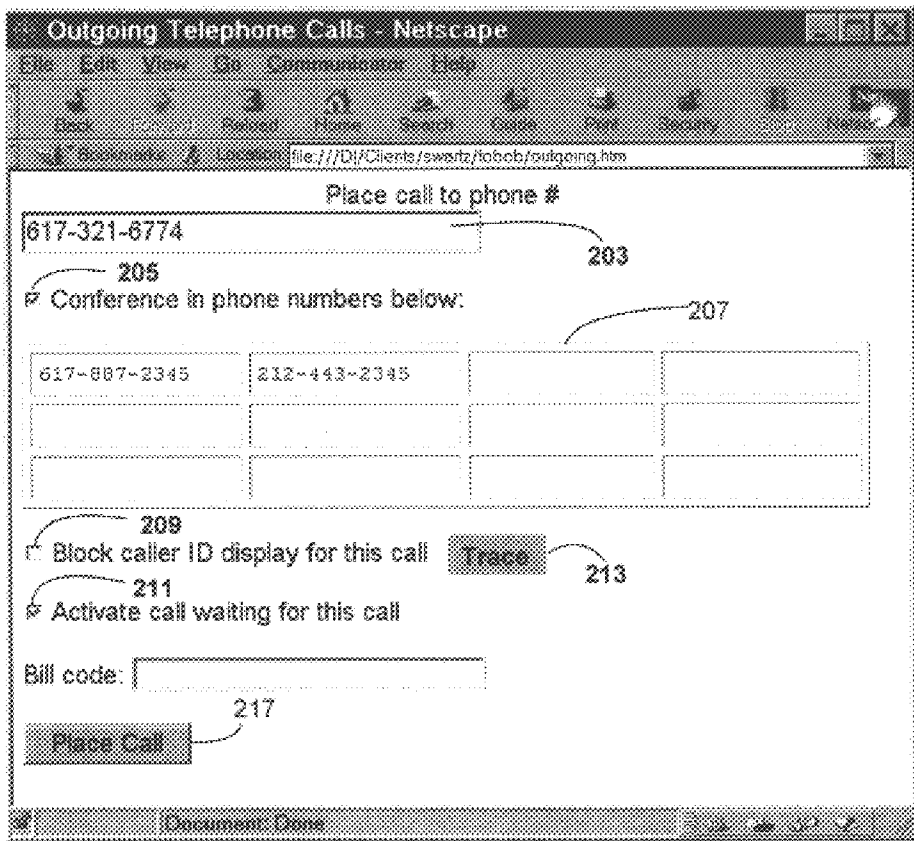 Outgoing Telephone Calls - Netscape
File Edit View Go Communicator Help
Back Reload Home Search Guide Print Security
Bookmarks Location: file:///D|/Clients/swartz/tobob/outgoing.htm
Place call to phone #
617-321-6774
203
205
Conference in phone numbers below:
207
617-887-2345 212-443-2345
209
Block caller ID display for this call Trace
213
211
Activate call waiting for this call
Bill code:
217
Place Call
Document: Done